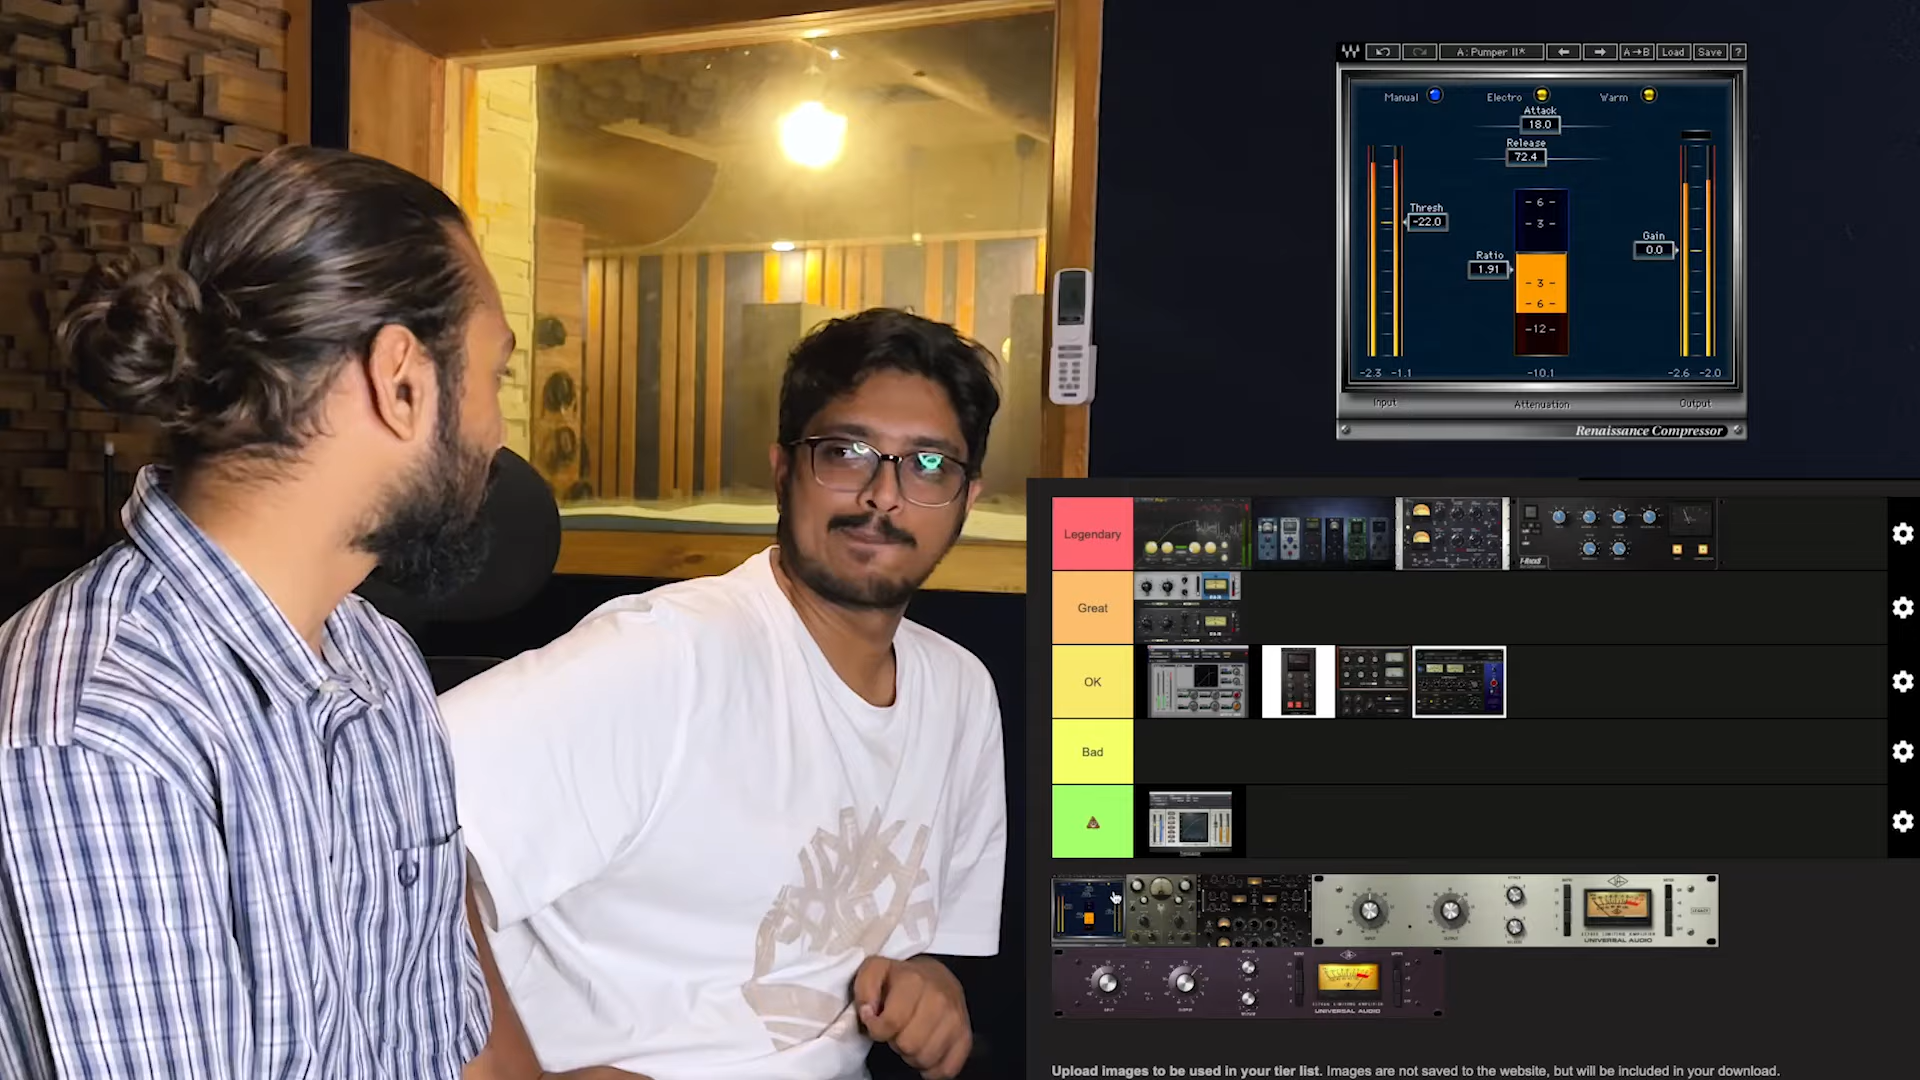 A: Pumper II* A→B Load Save ?
Manual Electro Warm
Attack
18.0
Release
72.4
- 6 -
- 3 -
Thresh
-22.0
Gain
0.0
Ratio
1.91
- 3 -
- 6 -
-12 -
-2.3 -1.1 -10.1 -2.6 -2.0
Input Attenuation Output
Renaissance Compressor
Legendary
Great
OK
Bad
UNIVERSAL AUDIO
UNIVERSAL AUDIO
Upload images to be used in your tier list. Images are not saved to the website, but will be included in your download.